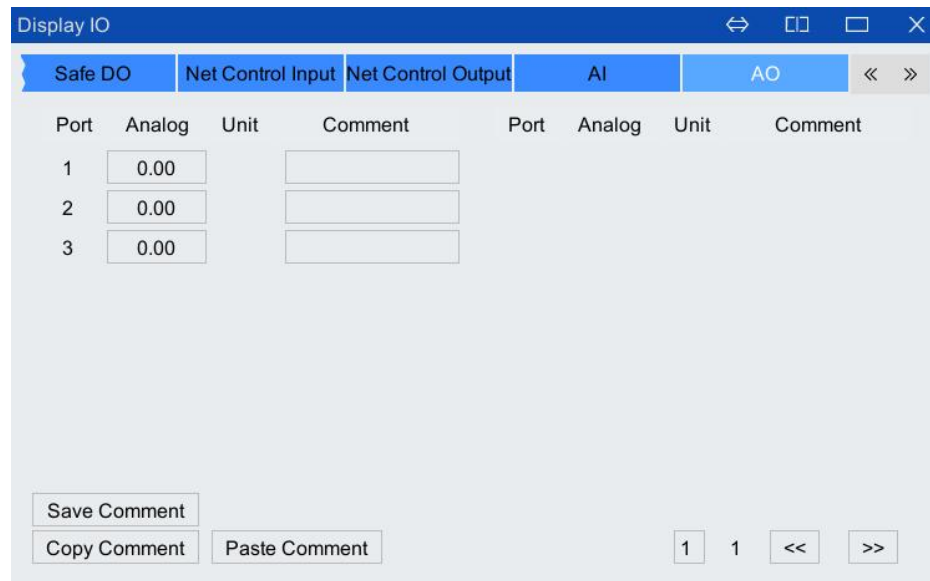 Display IO
Safe DO Net Control Input Net Control Output AI AO « »
Port Analog Unit Comment Port Analog Unit Comment
1 0.00
2 0.00
3 0.00
Save Comment
Copy Comment Paste Comment 1 1 << >>